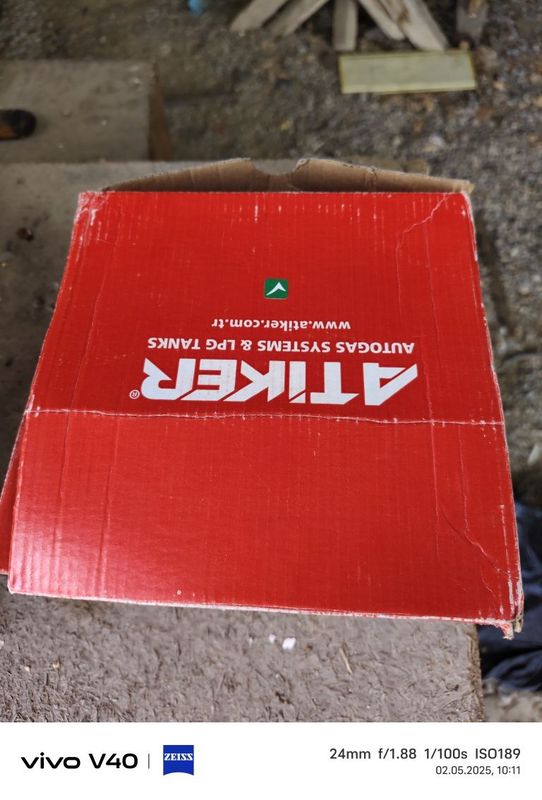 ATİKER®
AUTOGAS SYSTEMS & LPG TANKS
www.atiker.com.tr
vivo V40 | ZEISS
24mm f/1.88 1/100s ISO189
02.05.2025, 10:11